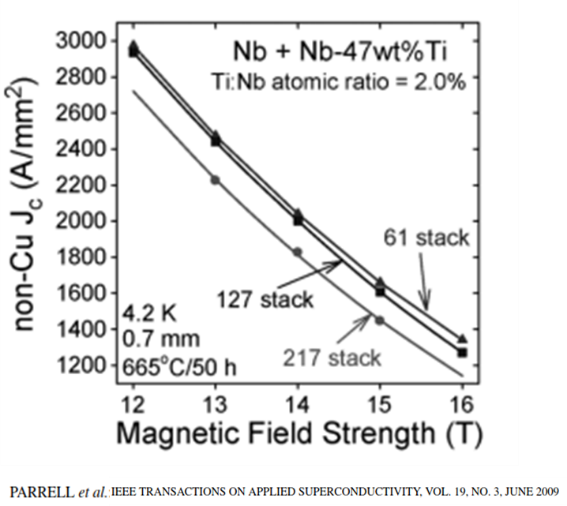 non-Cu Jc (A/mm²)
3000
2800
2600
2400
2200
2000
1800
1600
1400
1200
Nb + Nb-47wt%Ti
Ti:Nb atomic ratio = 2.0%
61 stack
127 stack
217 stack
4.2 K
0.7 mm
665°C/50 h
12 13 14 15 16
Magnetic Field Strength (T)
PARRELL et al. IEEE TRANSACTIONS ON APPLIED SUPERCONDUCTIVITY, VOL. 19, NO. 3, JUNE 2009